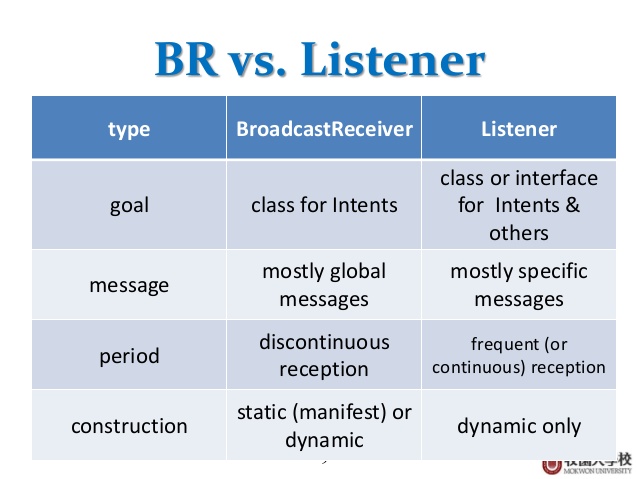 BR vs. Listener
type BroadcastReceiver Listener
goal class for Intents class or interface
for Intents &
others
message mostly global
messages mostly specific
messages
period discontinuous
reception frequent (or
continuous) reception
construction static (manifest) or
dynamic dynamic only
MOKWON UNIVERSITY